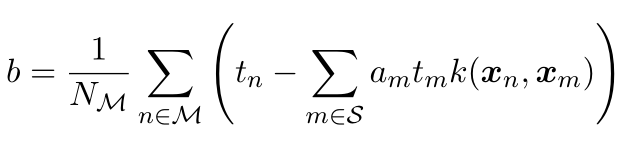 b = \frac{1}{N_{\mathcal{M}}} \sum_{n \in \mathcal{M}} \left( t_n - \sum_{m \in \mathcal{S}} a_m t_m k(\boldsymbol{x}_n, \boldsymbol{x}_m) \right)